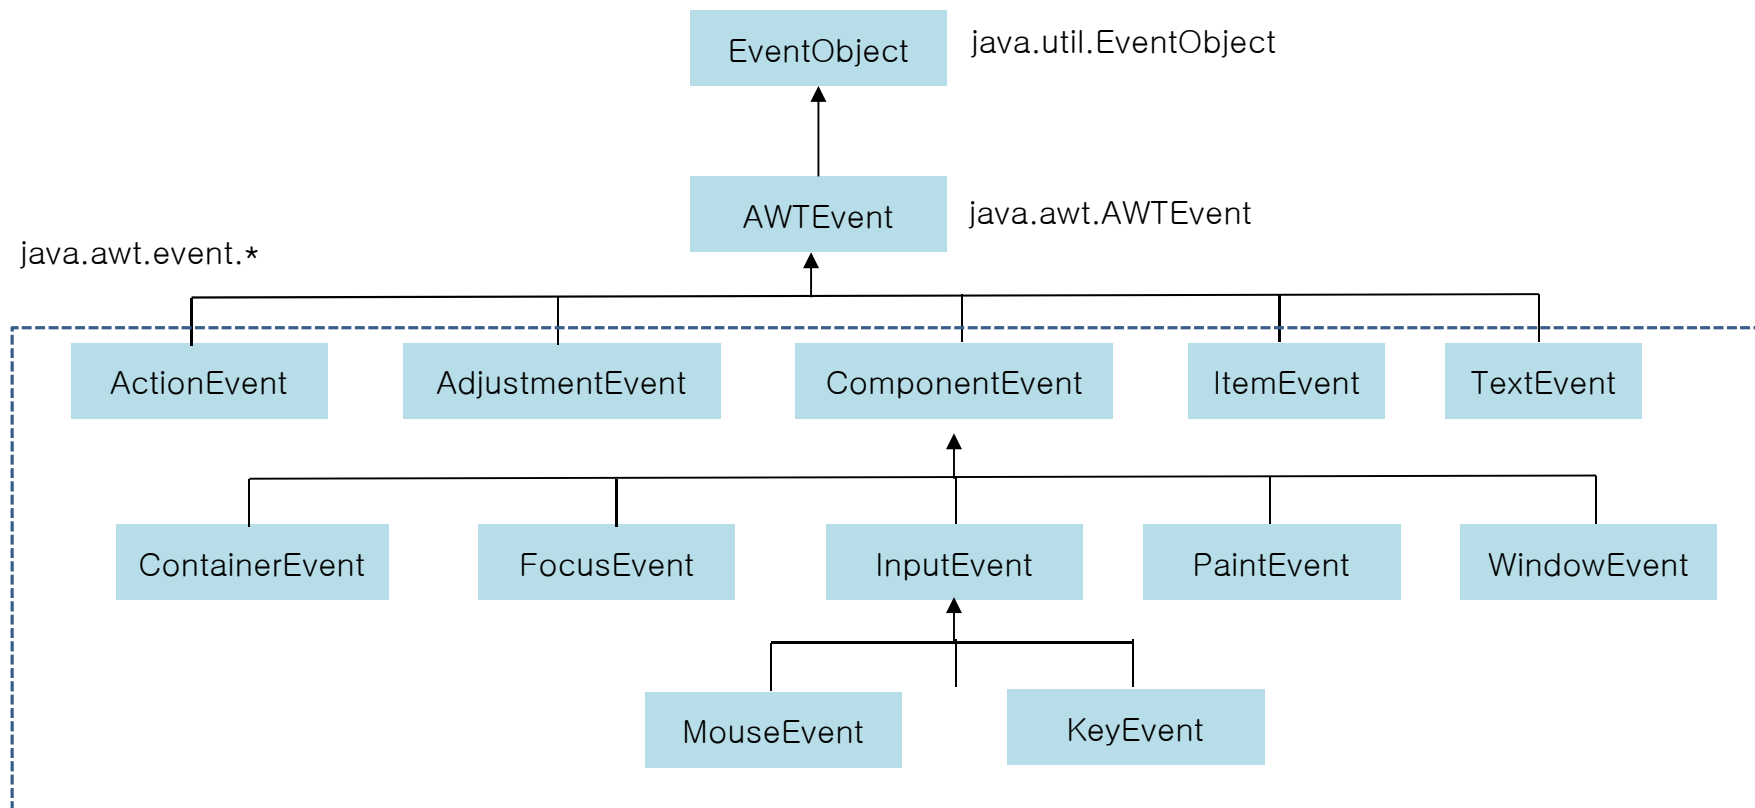 EventObject
java.util.EventObject
AWTEvent
java.awt.AWTEvent
java.awt.event.*
ActionEvent
AdjustmentEvent
ComponentEvent
ItemEvent
TextEvent
ContainerEvent
FocusEvent
InputEvent
PaintEvent
WindowEvent
MouseEvent
KeyEvent